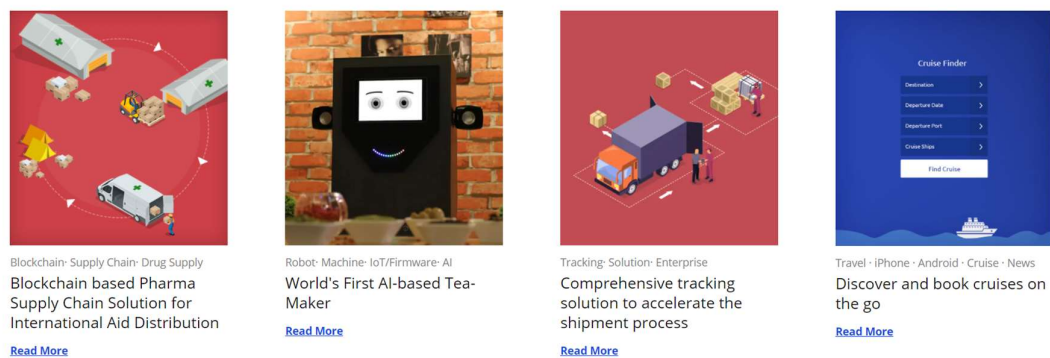 Blockchain· Supply Chain· Drug Supply
Blockchain based Pharma
Supply Chain Solution for
International Aid Distribution
Read More
Robot· Machine· IoT/Firmware· AI
World's First AI-based Tea-
Maker
Read More
Tracking· Solution· Enterprise
Comprehensive tracking
solution to accelerate the
shipment process
Read More
Cruise Finder
Destination
Departure Date
Departure Port
Cruise Ships
Find Cruise
Travel · iPhone · Android · Cruise · News
Discover and book cruises on
the go
Read More